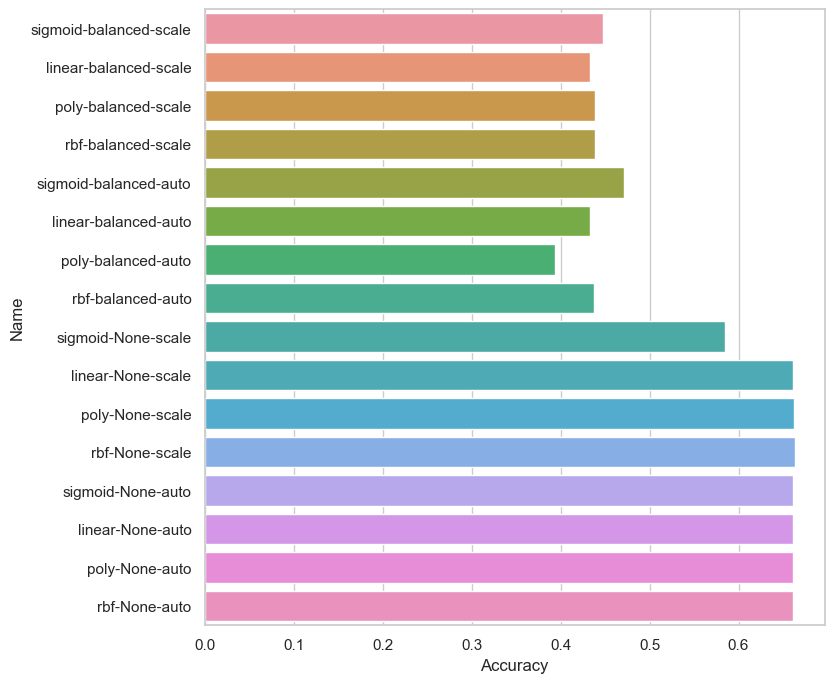 sigmoid-balanced-scale
linear-balanced-scale
poly-balanced-scale
rbf-balanced-scale
sigmoid-balanced-auto
linear-balanced-auto
poly-balanced-auto
rbf-balanced-auto
sigmoid-None-scale
linear-None-scale
poly-None-scale
rbf-None-scale
sigmoid-None-auto
linear-None-auto
poly-None-auto
rbf-None-auto
Name
0.0 0.1 0.2 0.3 0.4 0.5 0.6
Accuracy